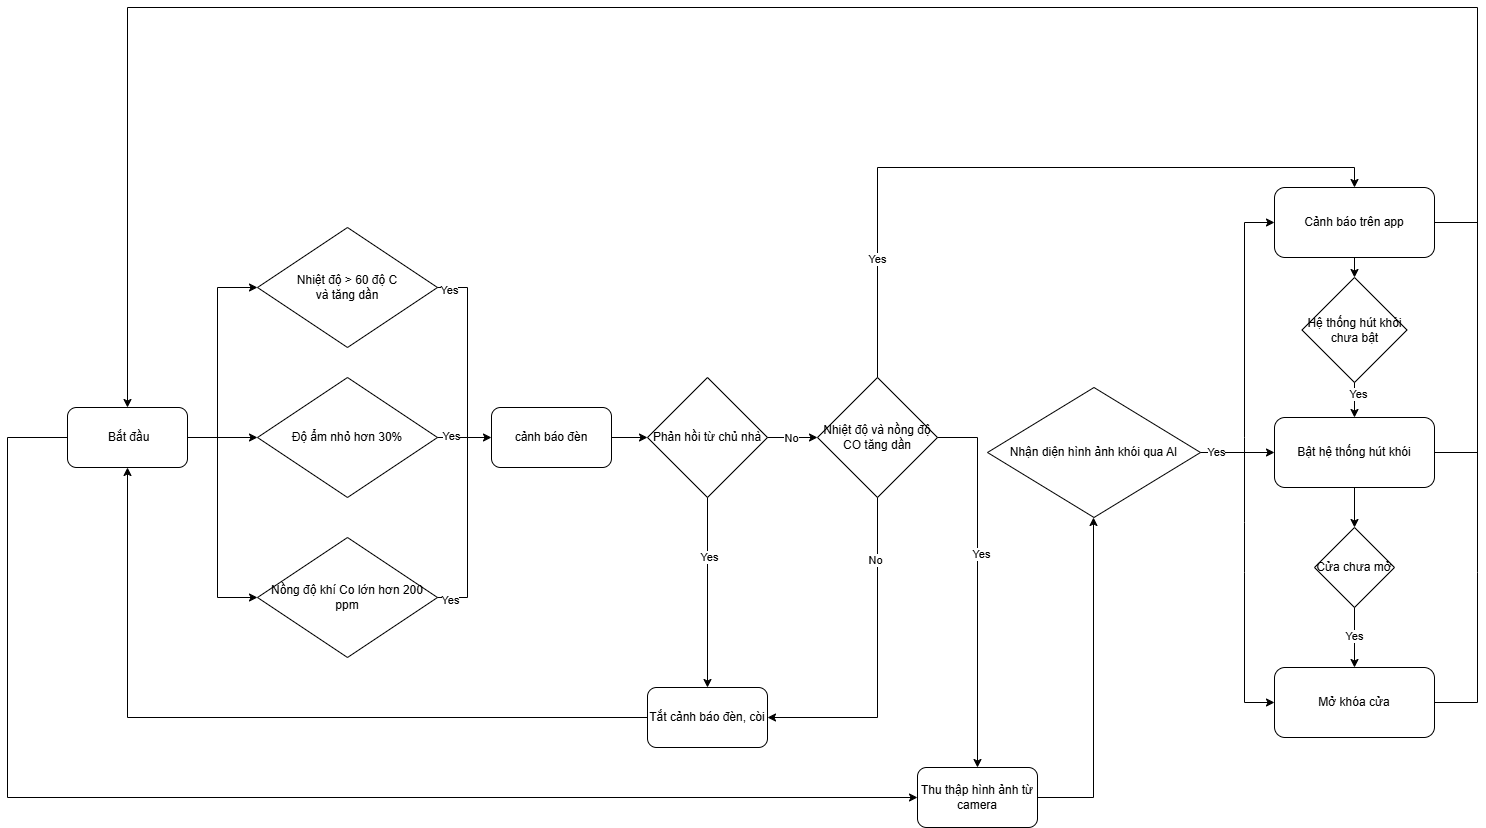 Cảnh báo trên app
Yes
Nhiệt độ > 60 độ C
và tăng dần
Yes
Hệ thống hút khói
chưa bật
Yes
Bắt đầu
Độ ẩm nhỏ hơn 30%
Yes
cảnh báo đèn
Phản hồi từ chủ nhà
No
Nhiệt độ và nồng độ
CO tăng dần
Nhận diện hình ảnh khói qua AI
Yes
Bật hệ thống hút khói
Yes
No
Yes
Cửa chưa mở
Nồng độ khí Co lớn hơn 200
ppm
Yes
Yes
Tắt cảnh báo đèn, còi
Mở khóa cửa
Thu thập hình ảnh từ
camera